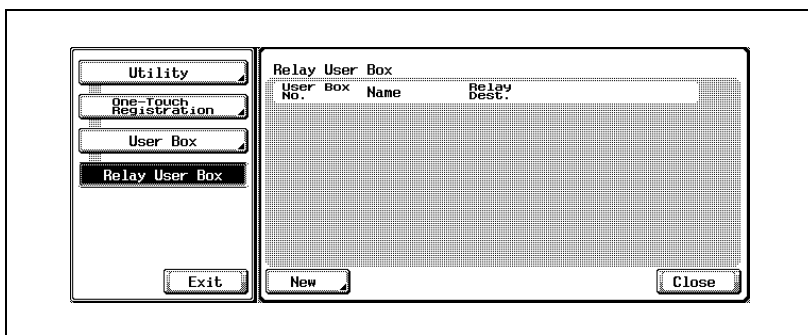 Utility
One-Touch
Registration
User Box
Relay User Box
Exit
Relay User Box
User Box
No.
Name
Relay
Dest.
New
Close